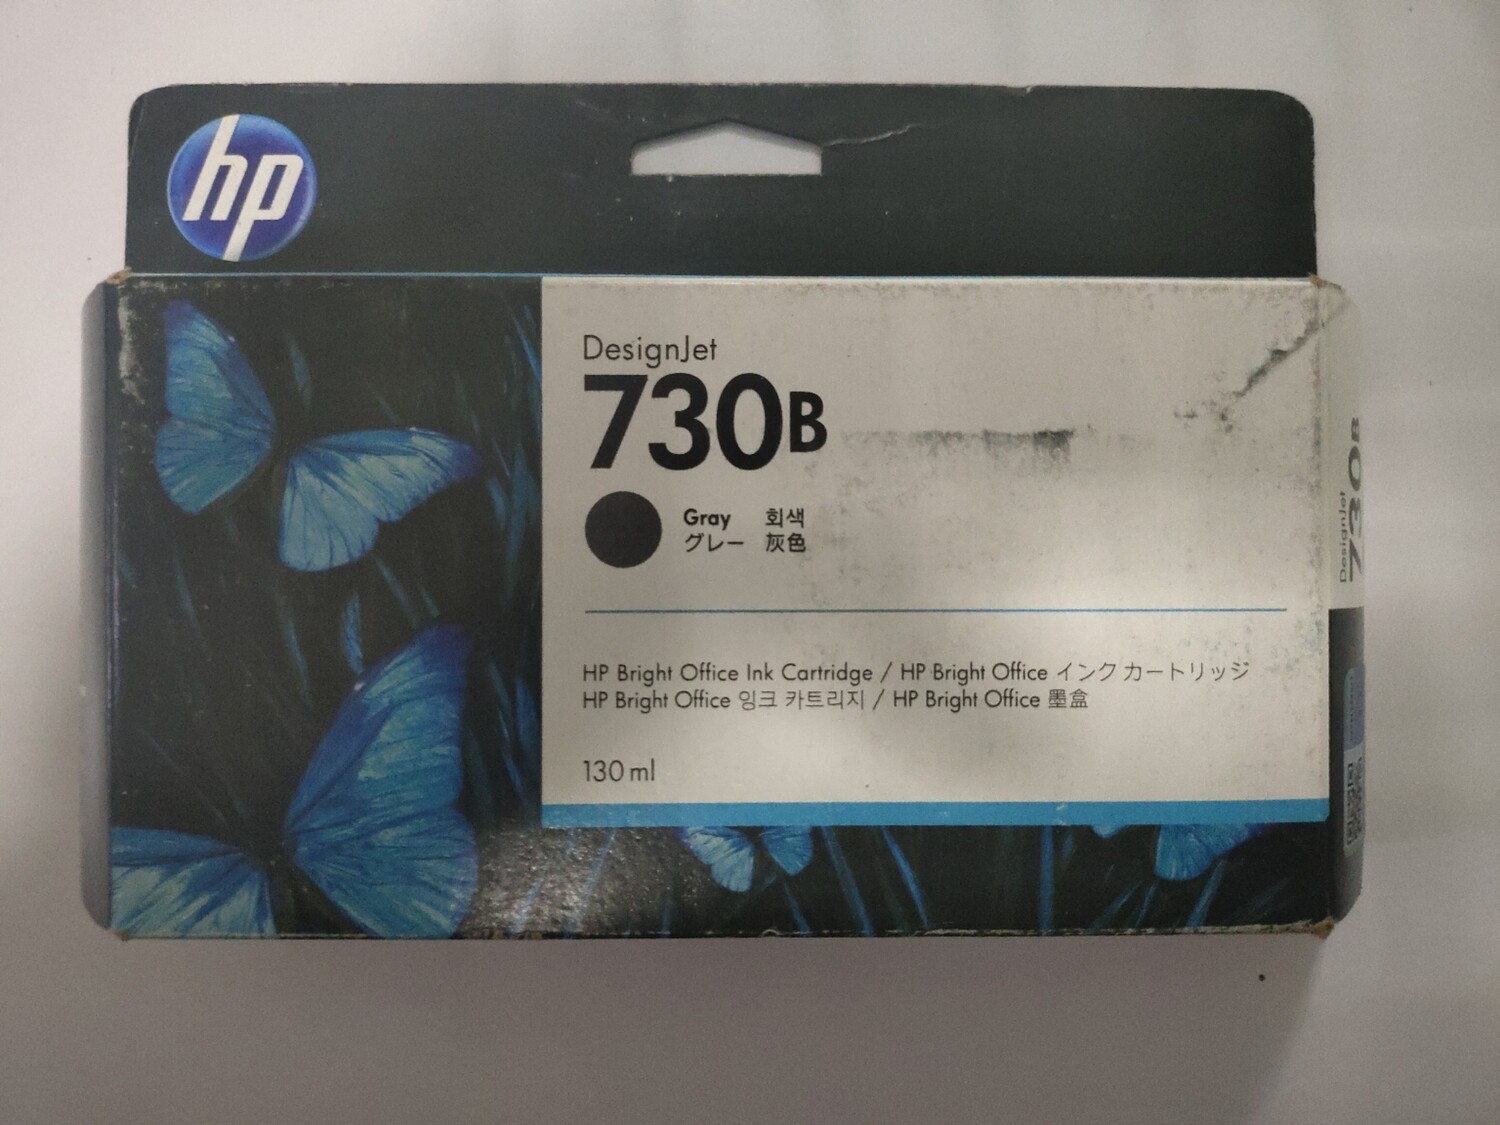 hp
DesignJet
730B
Gray 회색
グレー 灰色
HP Bright Office Ink Cartridge / HP Bright Office インク カートリッジ
HP Bright Office 잉크 카트리지 / HP Bright Office 墨盒
130 ml
DesignJet
730B